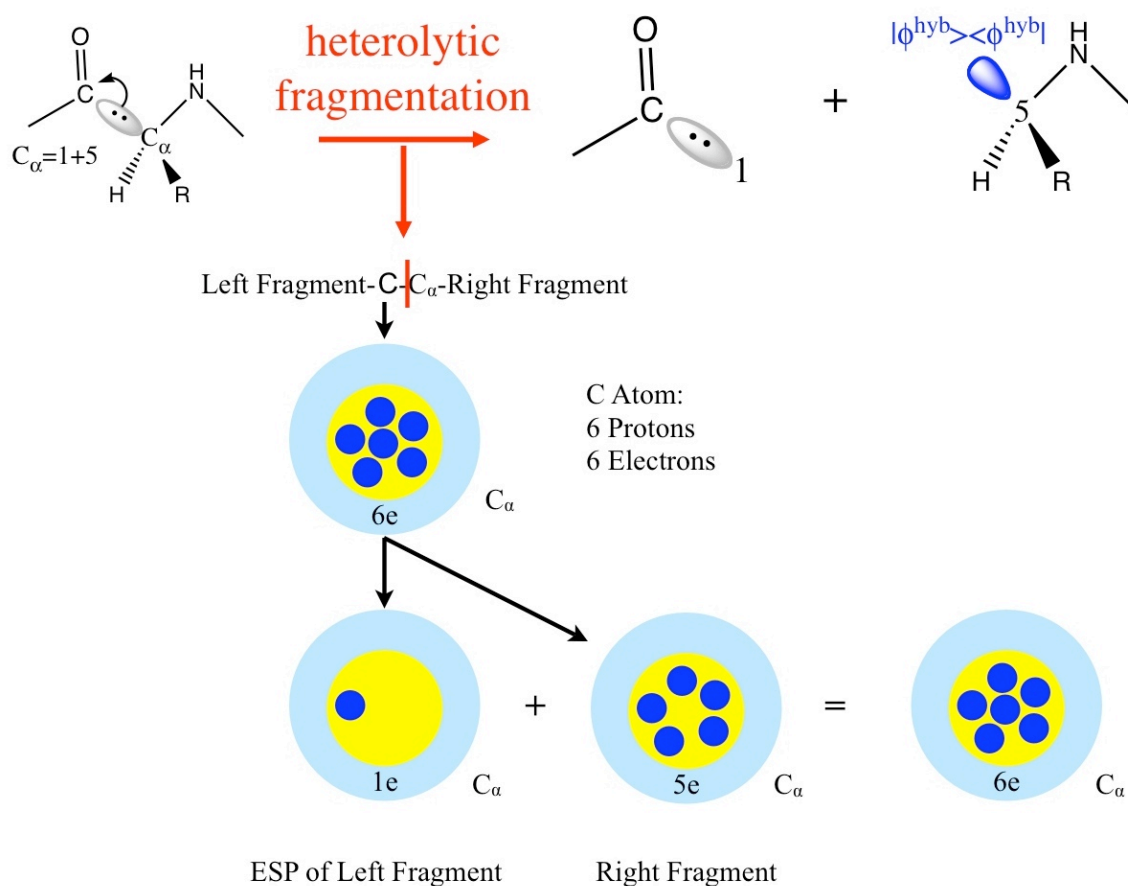 O
C
H
N
Cα
C
α
=1+5
H
R
heterolytic
fragmentation
O
C
1
+
|ϕhyb><ϕhyb|
H
N
5
H
R
Left Fragment-C-Cα-Right Fragment
6e
Cα
C Atom:
6 Protons
6 Electrons
1e
Cα
+
5e
Cα
=
6e
Cα
ESP of Left Fragment
Right Fragment